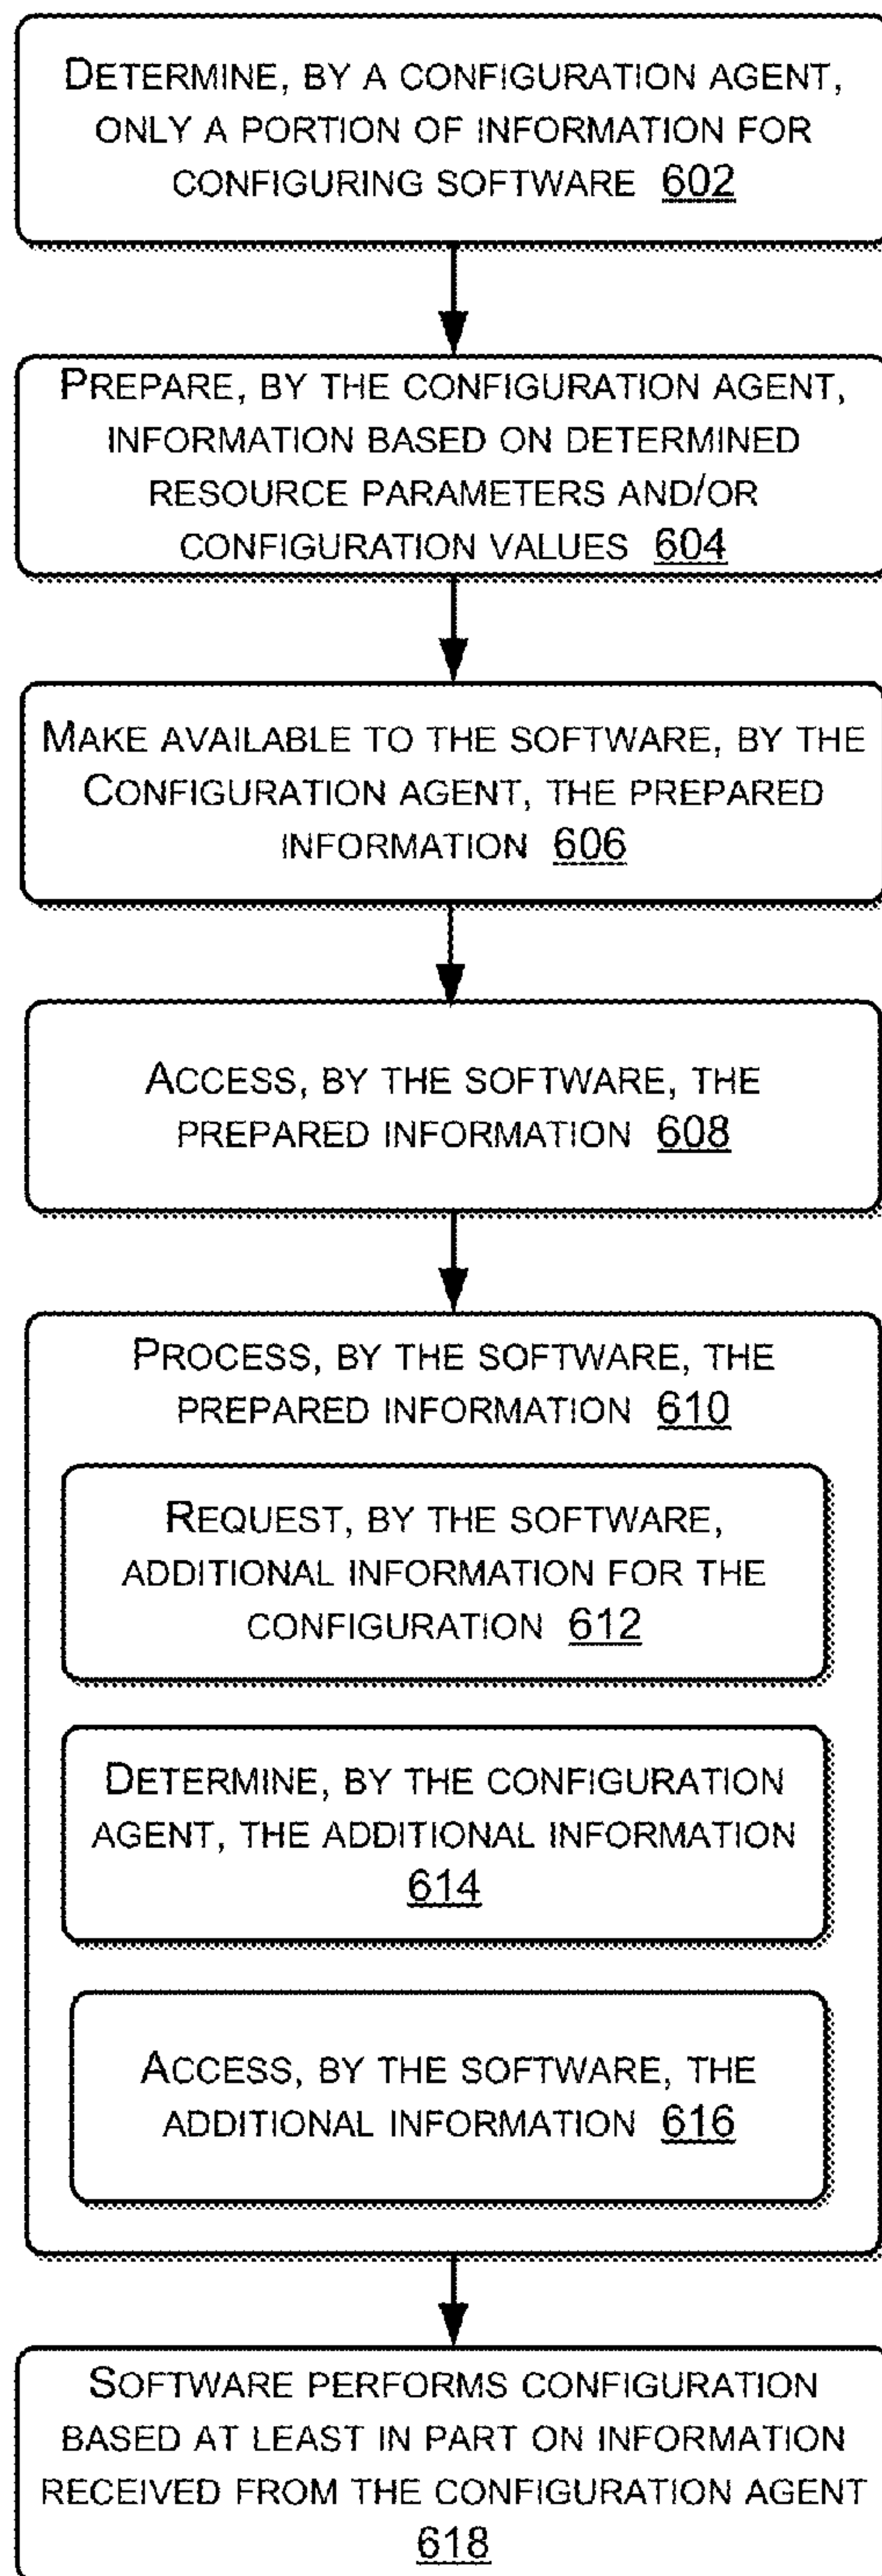 DETERMINE, BY A CONFIGURATION AGENT,
ONLY A PORTION OF INFORMATION FOR
CONFIGURING SOFTWARE 602
PREPARE, BY THE CONFIGURATION AGENT,
INFORMATION BASED ON DETERMINED
RESOURCE PARAMETERS AND/OR
CONFIGURATION VALUES 604
MAKE AVAILABLE TO THE SOFTWARE, BY THE
CONFIGURATION AGENT, THE PREPARED
INFORMATION 606
ACCESS, BY THE SOFTWARE, THE
PREPARED INFORMATION 608
PROCESS, BY THE SOFTWARE, THE
PREPARED INFORMATION 610
REQUEST, BY THE SOFTWARE,
ADDITIONAL INFORMATION FOR THE
CONFIGURATION 612
DETERMINE, BY THE CONFIGURATION
AGENT, THE ADDITIONAL INFORMATION
614
ACCESS, BY THE SOFTWARE, THE
ADDITIONAL INFORMATION 616
SOFTWARE PERFORMS CONFIGURATION
BASED AT LEAST IN PART ON INFORMATION
RECEIVED FROM THE CONFIGURATION AGENT
618